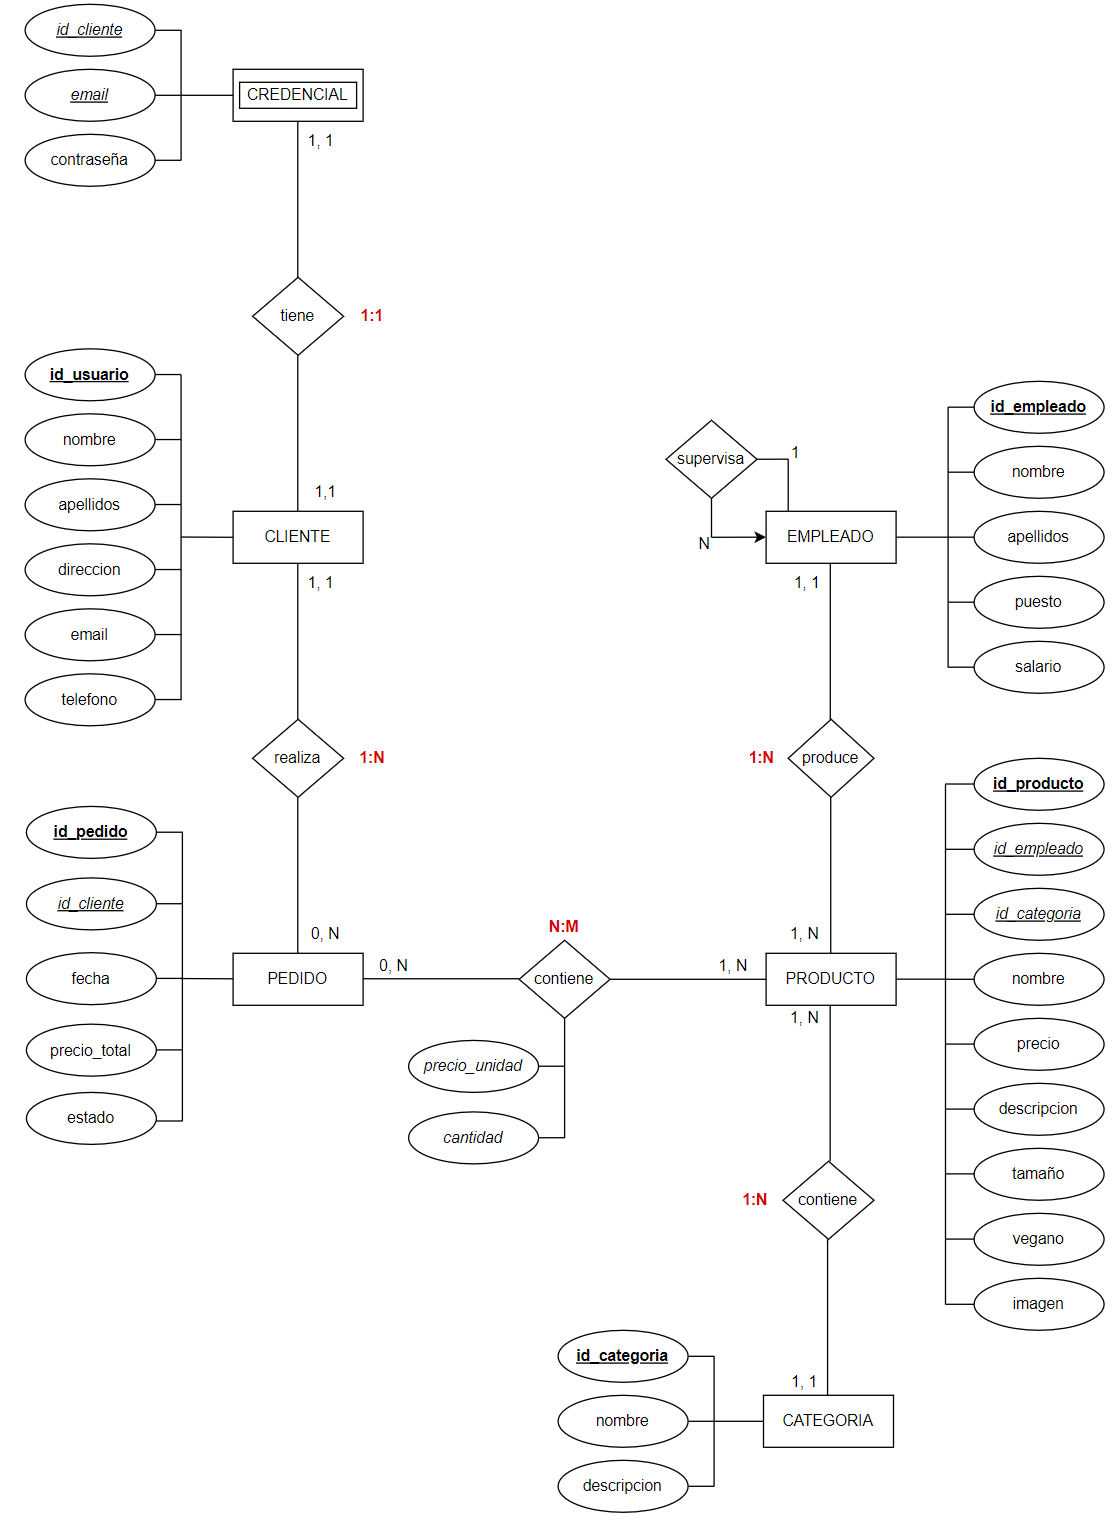 id_cliente
email
contraseña
CREDENCIAL
1, 1
tiene
1:1
id_usuario
nombre
apellidos
direccion
email
telefono
1,1
CLIENTE
1, 1
supervisa
1
N
EMPLEADO
1, 1
id_empleado
nombre
apellidos
puesto
salario
realiza
1:N
1:N
produce
id_pedido
id_cliente
fecha
precio_total
estado
0, N
PEDIDO
0, N
N:M
contiene
precio_unidad
cantidad
1, N
1, N
PRODUCTO
1, N
id_producto
id_empleado
id_categoria
nombre
precio
descripcion
tamaño
vegano
imagen
1:N
contiene
id_categoria
nombre
descripcion
1, 1
CATEGORIA